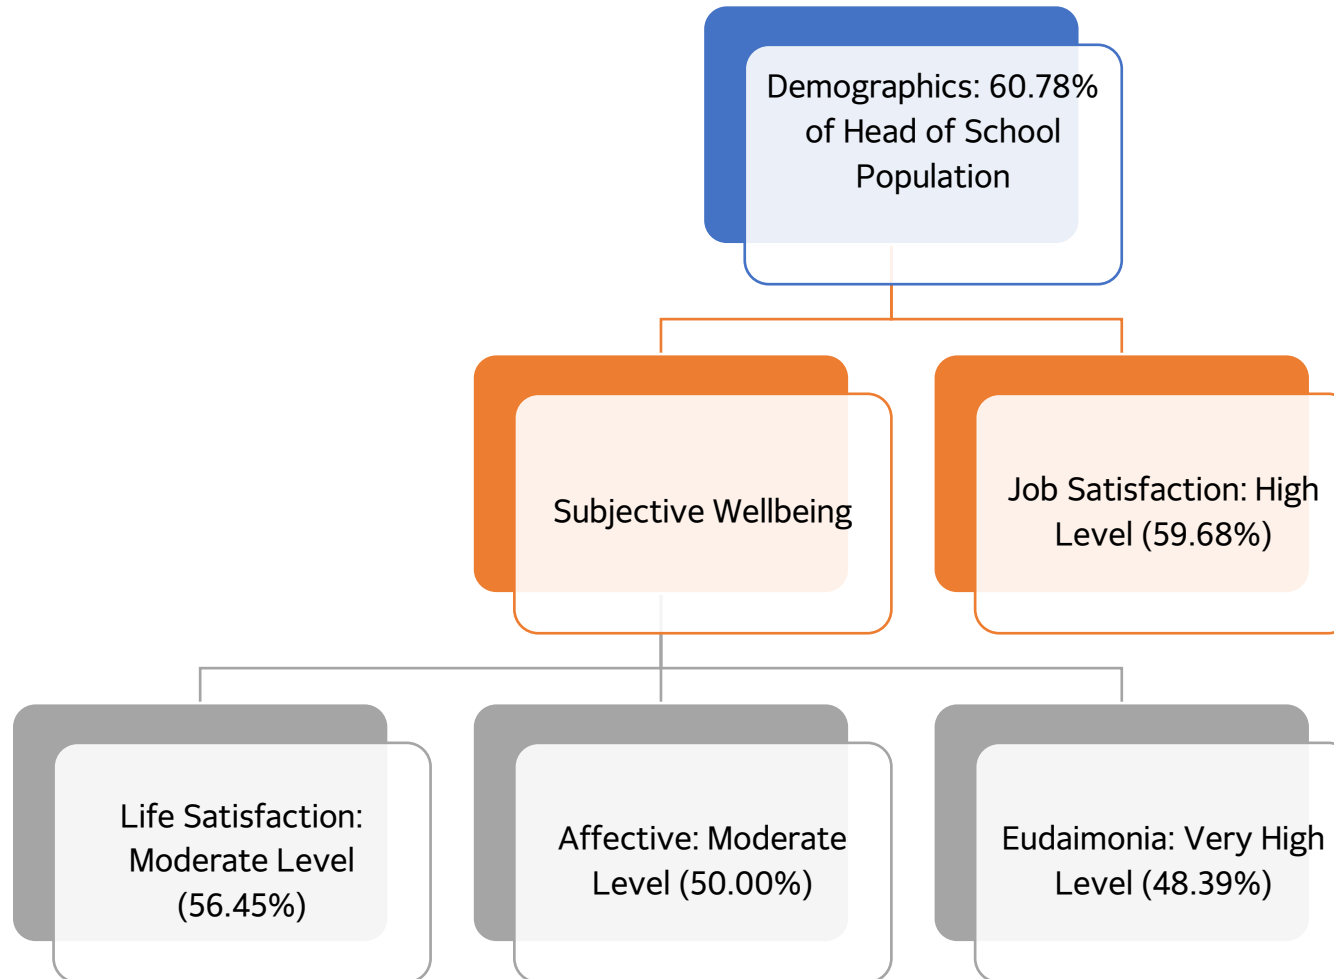 Demographics: 60.78%
of Head of School
Population
Subjective Wellbeing
Job Satisfaction: High
Level (59.68%)
Life Satisfaction:
Moderate Level
(56.45%)
Affective: Moderate
Level (50.00%)
Eudaimonia: Very High
Level (48.39%)